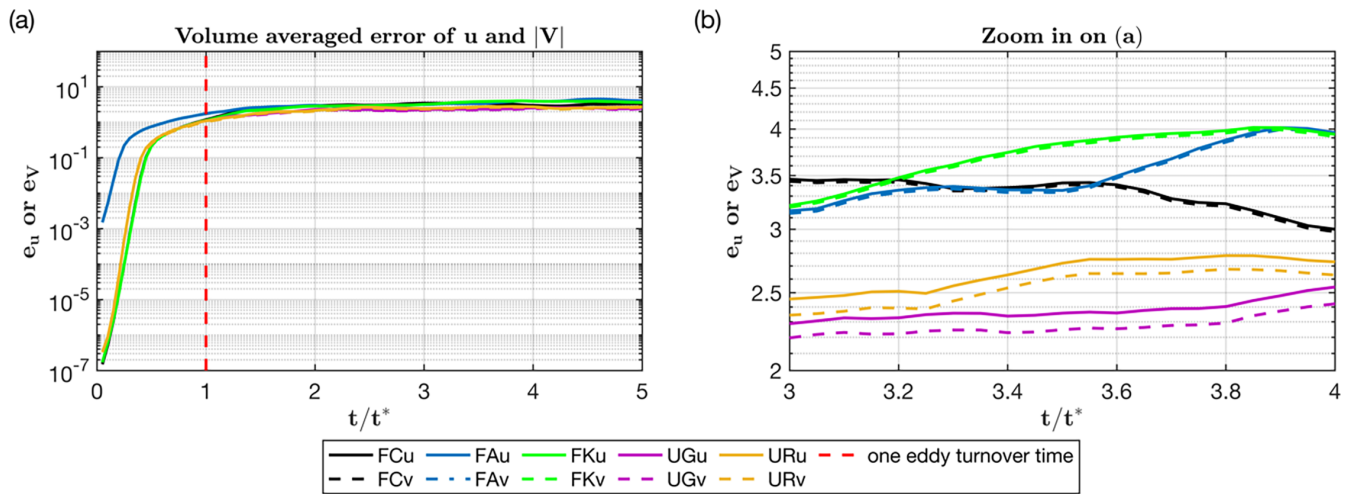 (a)
Volume averaged error of u and |V|
10^1
10^-1
10^-3
10^-5
10^-7
e_u or e_V
0 1 2 3 4 5
t/t*
(b)
Zoom in on (a)
5
4.5
4
3.5
3
2.5
2
e_u or e_V
3 3.2 3.4 3.6 3.8 4
t/t*
FCu FAu FKu UGu URu one eddy turnover time
FCv FAv FKv UGv URv